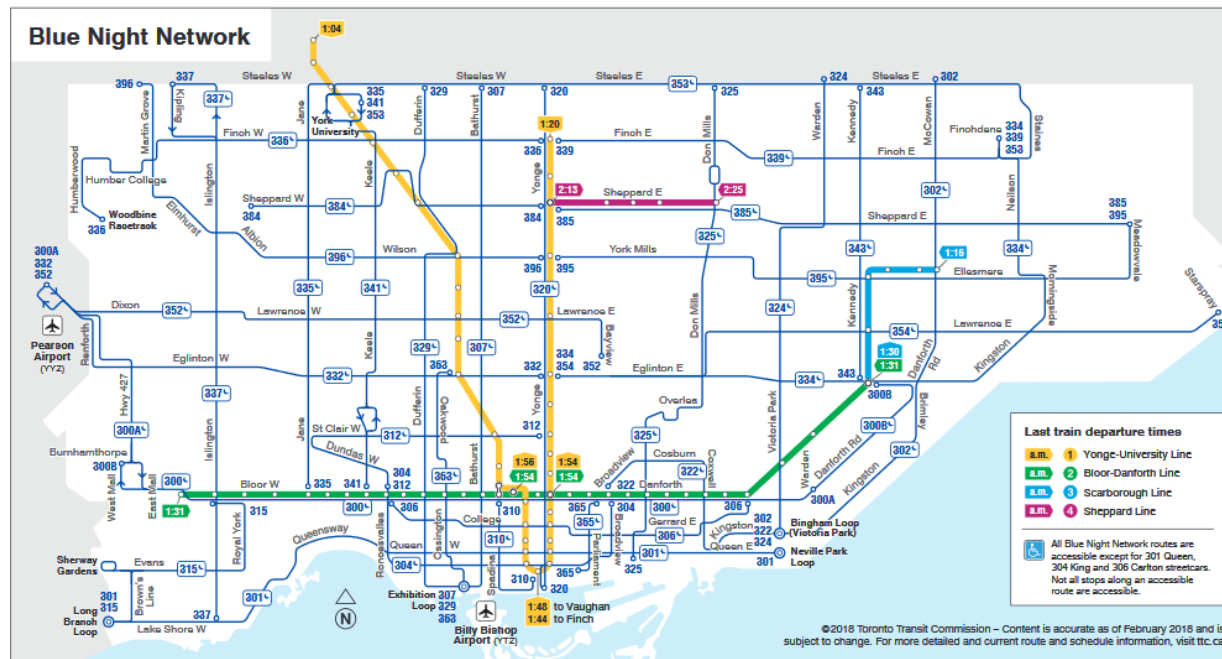 Blue Night Network
1:04
396
337
Steeles W
Steeles W
Steeles E
324
Steeles E
302
353
337
335
341
353
329
307
320
325
343
York
University
Martin Grove
Kipling
Jane
Dufferin
Bathurst
Don Mills
Warden
Kennedy
McCowan
Staines
1:20
Finch W
336
336
339
Finch E
339
Finch E
Finchdene
334
339
353
Humberwood
Humber College
Islington
Keele
Yonge
2:13
Sheppard E
2:25
302
Neilson
Woodbine
Racetrack
336
Elmhurst
Albion
Sheppard W
384
384
384
385
385
Sheppard E
385
395
Meadowvale
325
300A
332
352
396
Wilson
396
395
York Mills
343
395
334
1:16
Ellesmere
Morningside
Starspray
335
341
320
324
Don Mills
Kennedy
Dixon
352
Lawrence W
352
Lawrence E
354
Lawrence E
Pearson
Airport
(YYZ)
Renforth
Bayview
352
Keele
329
307
1:30
1:31
Danforth
Rd
Kingston
Eglinton W
332
363
332
334
354
Eglinton E
334
343
300B
Hwy 427
337
Dufferin
Oakwood
Yonge
Overlea
Victoria Park
Brimley
300A
Islington
Jane
St Clair W
312
312
325
300B
302
Burnhamthorpe
300B
Dundas W
Bathurst
1:56
1:54
1:54
1:54
Broadview
Cosburn
322
Coxwell
Warden
Danforth Rd
Kingston
West Mall
East Mall
300
1:31
Bloor W
335
341
304
312
322
Danforth
300A
315
300
306
310
365
304
300
306
Royal York
Roncesvalles
Ossington
363
College
365
Broadview
Gerrard E
306
Kingston
302
322
324
Bingham Loop
(Victoria Park)
Queensway
Queen
W
310
Parliament
301
Queen E
301
Neville Park
Loop
Sherway
Gardens
Evans
315
304
Spadina
310
365
325
320
301
315
Long
Branch
Loop
Brown's
Line
301
337
Lake Shore W
N
Exhibition
Loop
307
329
363
Billy Bishop
Airport (YTZ)
1:48 to Vaughan
1:44 to Finch
Last train departure times
a.m. 1 Yonge-University Line
a.m. 2 Bloor-Danforth Line
a.m. 3 Scarborough Line
a.m. 4 Sheppard Line
All Blue Night Network routes are
accessible except for 301 Queen,
304 King and 306 Carlton streetcars.
Not all stops along an accessible
route are accessible.
©2018 Toronto Transit Commission – Content is accurate as of February 2018 and is
subject to change. For more detailed and current route and schedule information, visit ttc.ca